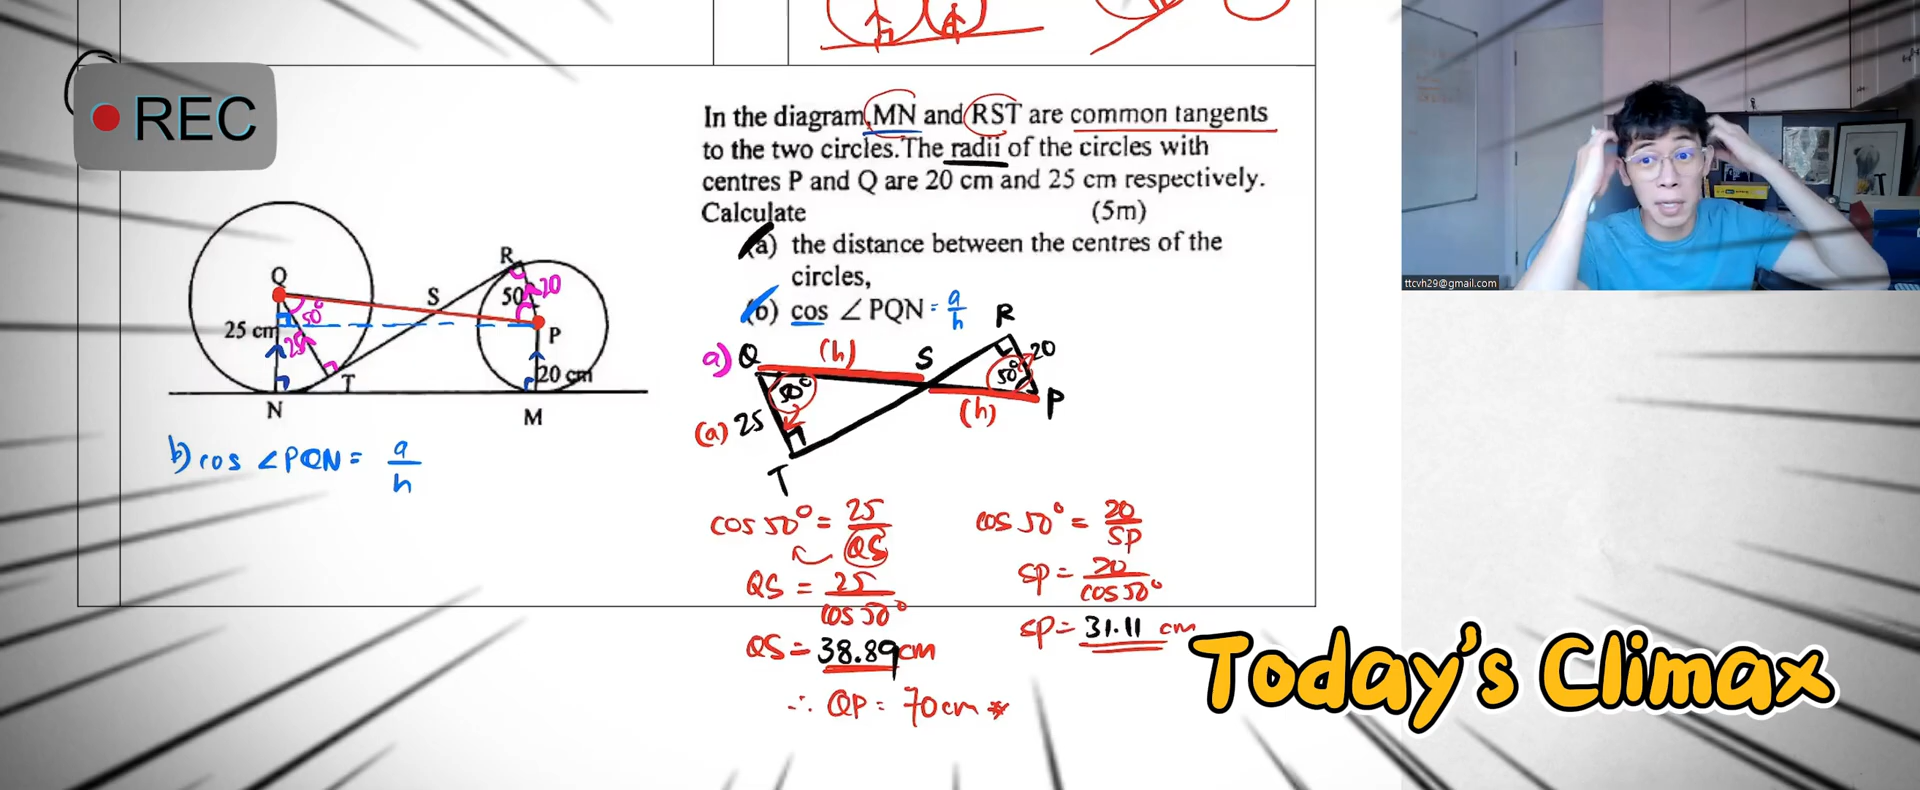 REC
In the diagram, MN and RST are common tangents
to the two circles. The radii of the circles with
centres P and Q are 20 cm and 25 cm respectively.
Calculate (5m)
(a) the distance between the centres of the
circles,
(b) cos ∠PQN = a/h
Q
R
S
50°
20
50°
25 cm
25
P
T
20 cm
N
M
b) cos ∠PQN = a/h
a) Q
(h)
S
R
20
50°
50°
(a) 25
(h)
P
T
cos 50° = 25/QS
QS = 25/cos 50°
QS = 38.89 cm
∴ QP = 70 cm *
cos 50° = 20/SP
SP = 20/cos 50°
SP = 31.11 cm
ttcvh29@gmail.com
Today's Climax